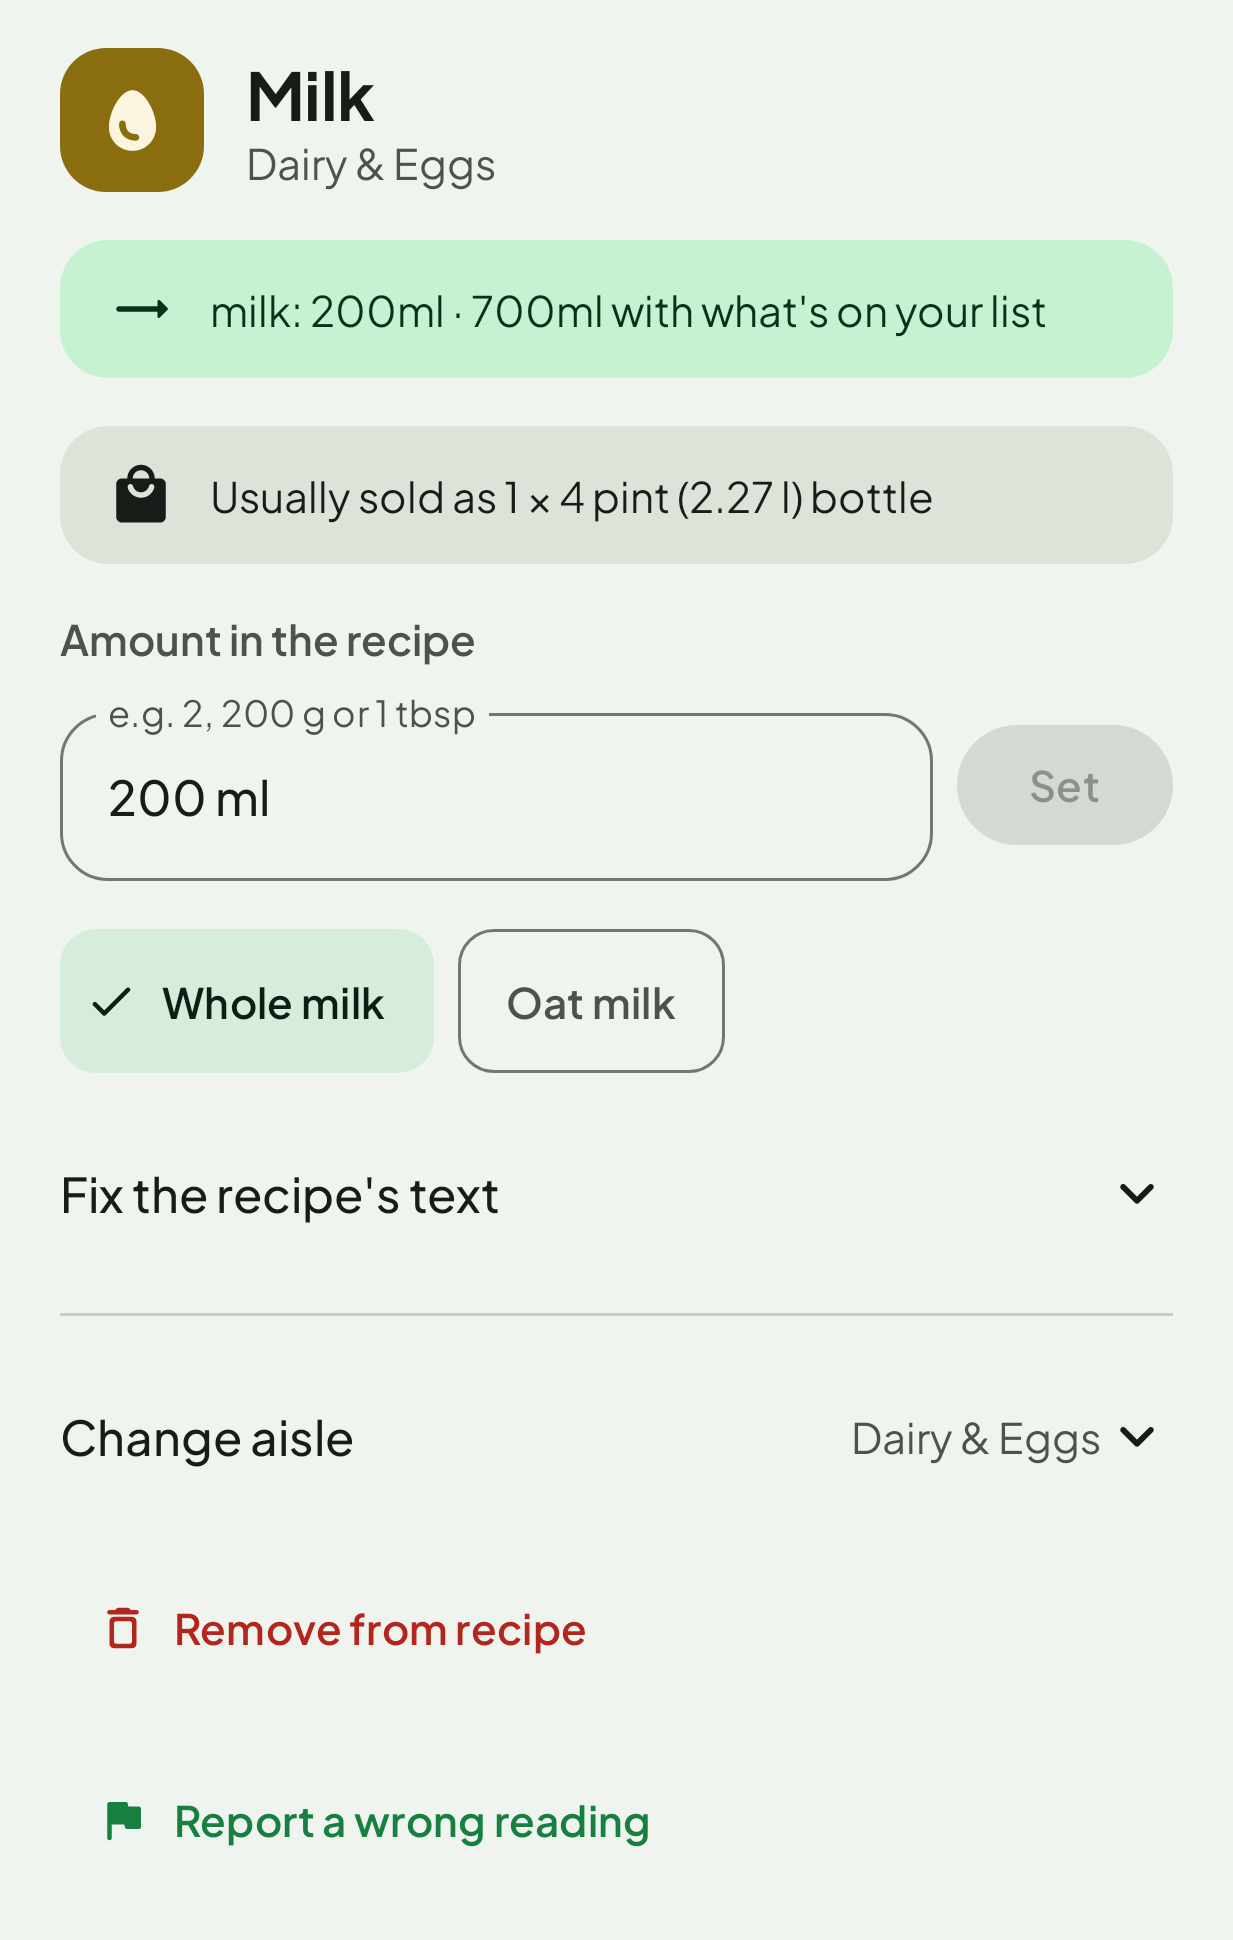 Milk
Dairy & Eggs
milk: 200ml · 700ml with what's on your list
Usually sold as 1 × 4 pint (2.27 l) bottle
Amount in the recipe
e.g. 2, 200 g or 1 tbsp
200 ml
Set
Whole milk
Oat milk
Fix the recipe's text
Change aisle
Dairy & Eggs
Remove from recipe
Report a wrong reading